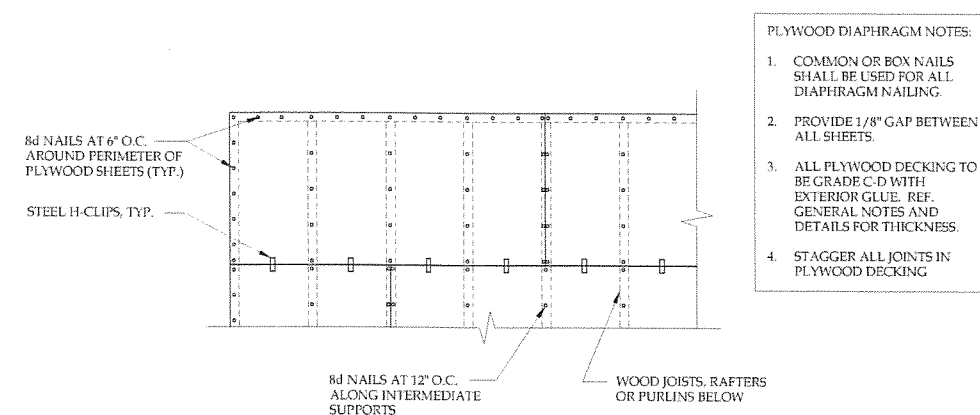 PLYWOOD DIAPHRAGM NOTES:
1. COMMON OR BOX NAILS
SHALL BE USED FOR ALL
DIAPHRAGM NAILING.
2. PROVIDE 1/8" GAP BETWEEN
ALL SHEETS.
3. ALL PLYWOOD DECKING TO
BE GRADE C-D WITH
EXTERIOR GLUE. REF.
GENERAL NOTES AND
DETAILS FOR THICKNESS.
4. STAGGER ALL JOINTS IN
PLYWOOD DECKING
8d NAILS AT 6" O.C.
AROUND PERIMETER OF
PLYWOOD SHEETS (TYP.)
STEEL H-CLIPS, TYP.
8d NAILS AT 12" O.C.
ALONG INTERMEDIATE
SUPPORTS
WOOD JOISTS, RAFTERS
OR PURLINS BELOW